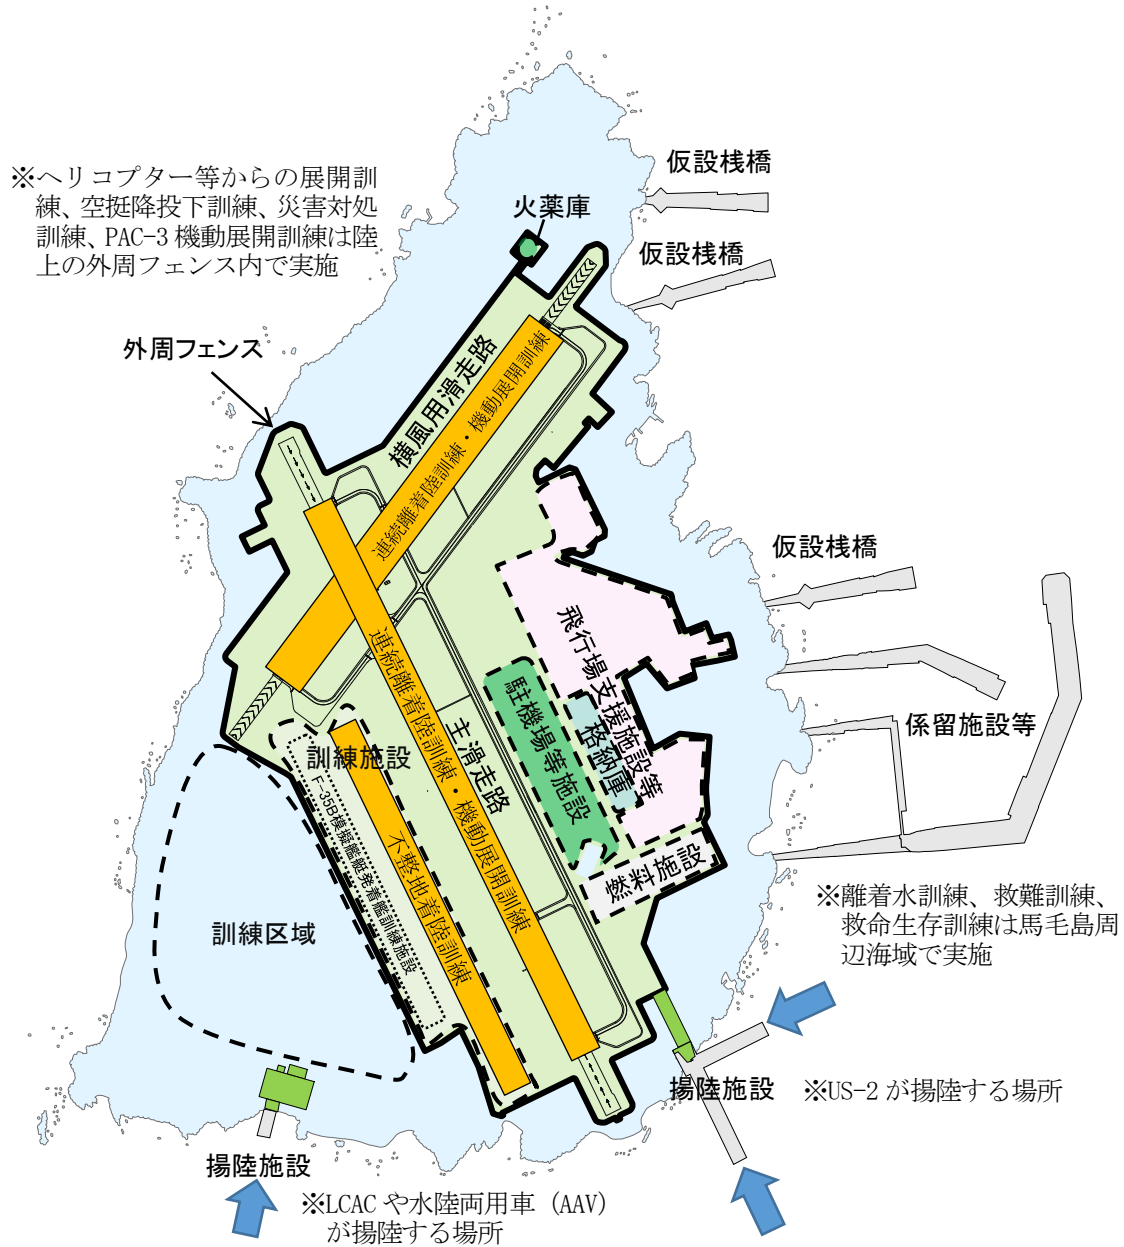 仮設桟橋
※ヘリコプター等からの展開訓
練、空挺降投下訓練、災害対処
訓練、PAC-3 機動展開訓練は陸
上の外周フェンス内で実施
火薬庫
仮設桟橋
外周フェンス
横風用滑走路
連続離着陸訓練・機動展開訓練
仮設桟橋
飛行場支援施設等
連続離着陸訓練・機動展開訓練
主滑走路
駐機場等施設
格納庫
係留施設等
訓練施設
F-35B模擬艦艇発着艦訓練施設
不整地着陸訓練
燃料施設
訓練区域
※離着水訓練、救難訓練、
救命生存訓練は馬毛島周
辺海域で実施
揚陸施設
※US-2 が揚陸する場所
揚陸施設
※LCAC や水陸両用車（AAV）
が揚陸する場所